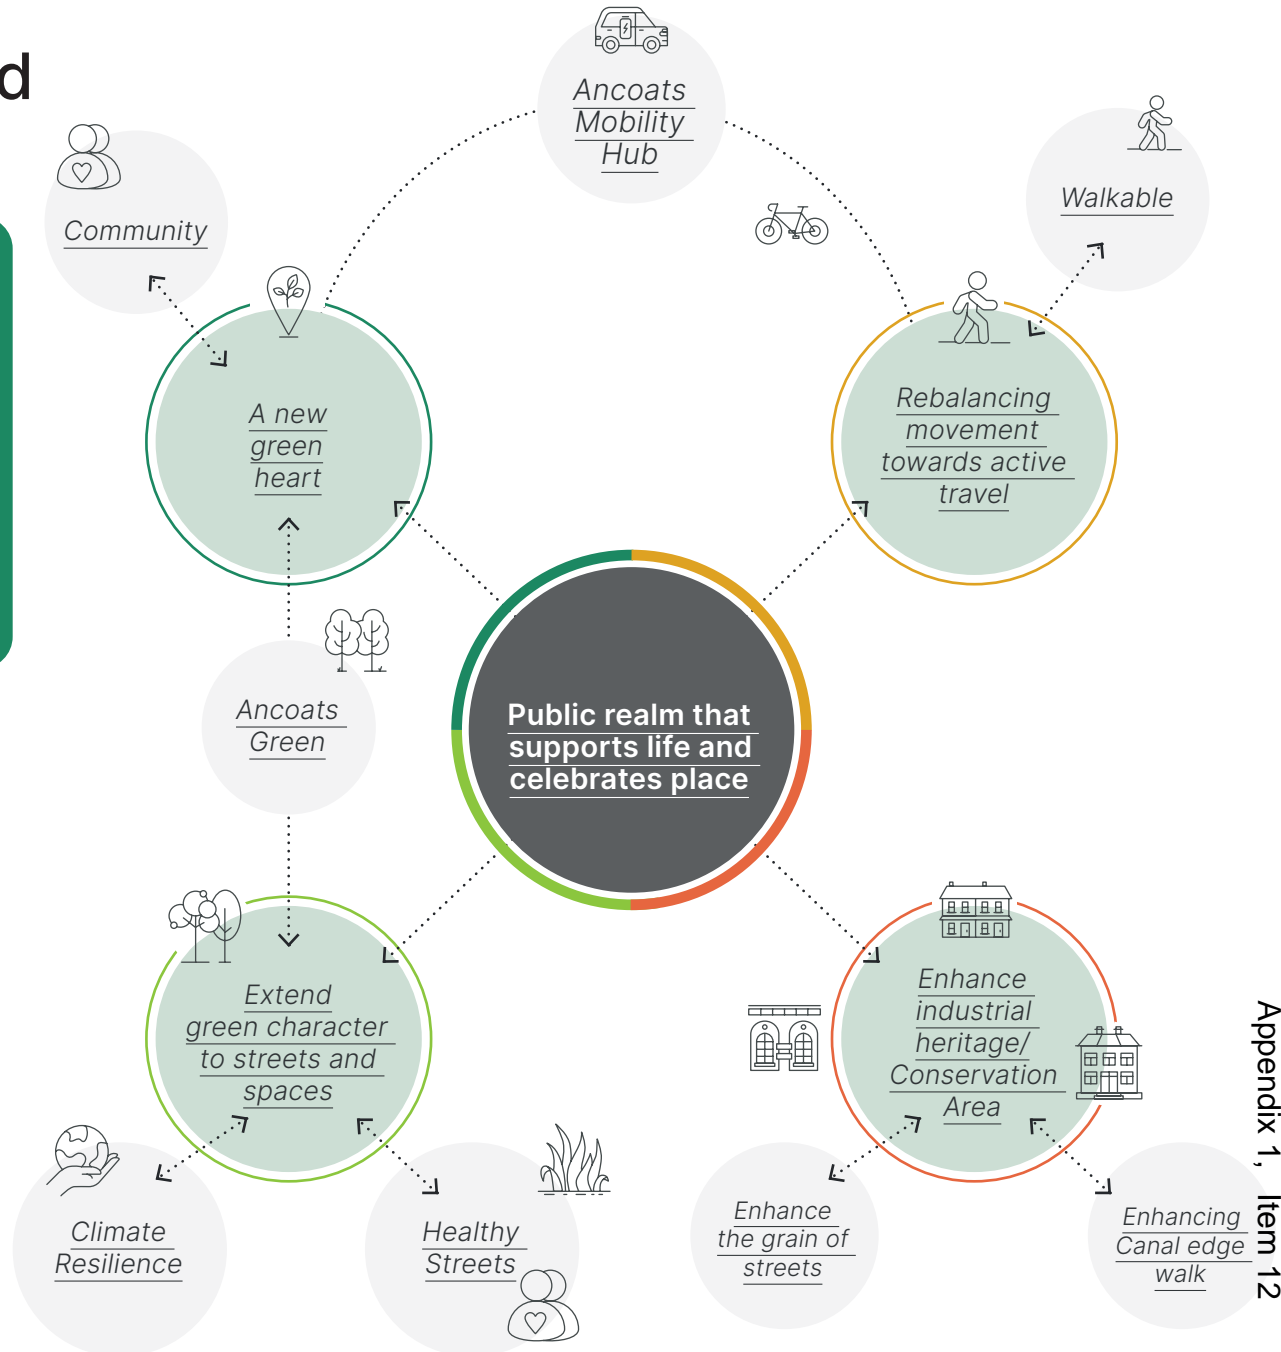 d
Ancoats
Mobility
Hub
Community
Walkable
A new
green
heart
Rebalancing
movement
towards active
travel
Ancoats
Green
Public realm that
supports life and
celebrates place
Extend
green character
to streets and
spaces
Enhance
industrial
heritage/
Conservation
Area
Climate
Resilience
Healthy
Streets
Enhance
the grain of
streets
Enhancing
Canal edge
walk
Appendix 1, Item 12